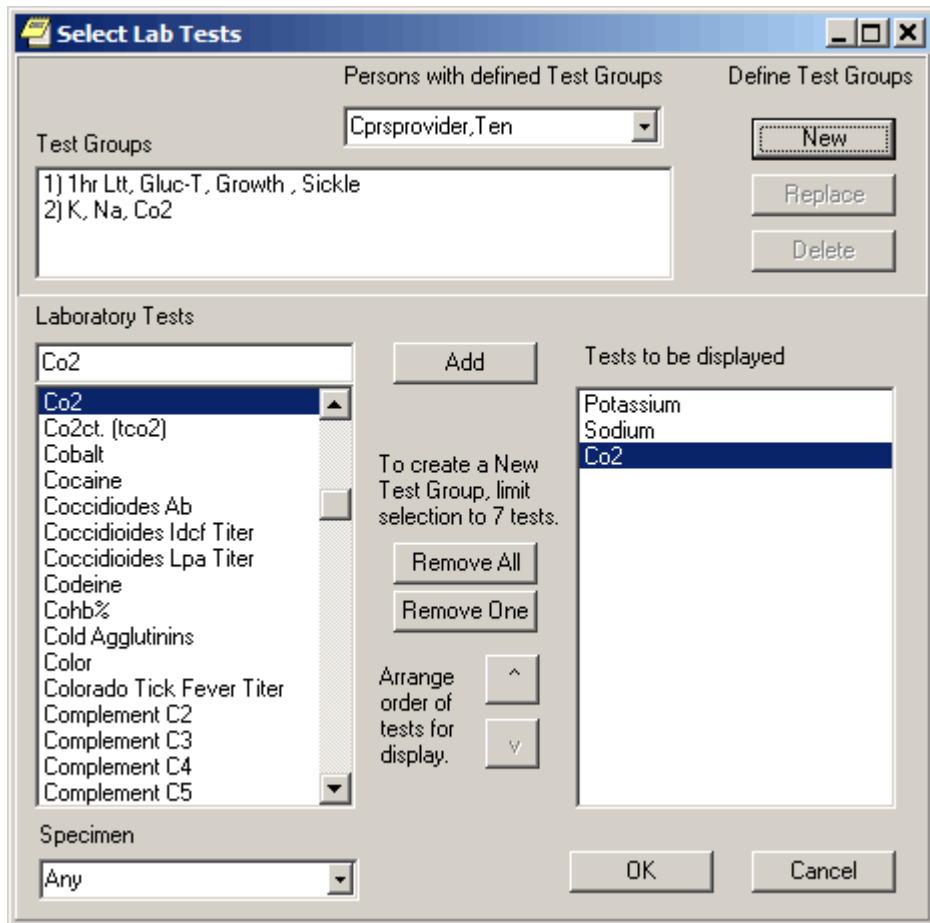 Select Lab Tests
Persons with defined Test Groups
Define Test Groups
Cprsprovider,Ten
New
Test Groups
1) 1hr Ltt, Gluc-T, Growth , Sickle
2) K, Na, Co2
Replace
Delete
Laboratory Tests
Co2
Add
Tests to be displayed
Co2
Co2ct. (tco2)
Cobalt
Cocaine
Coccidiodes Ab
Coccidioides Idcf Titer
Coccidioides Lpa Titer
Codeine
Cohb%
Cold Agglutinins
Color
Colorado Tick Fever Titer
Complement C2
Complement C3
Complement C4
Complement C5
To create a New
Test Group, limit
selection to 7 tests.
Remove All
Remove One
Arrange
order of
tests for
display.
^
v
Potassium
Sodium
Co2
Specimen
Any
OK
Cancel